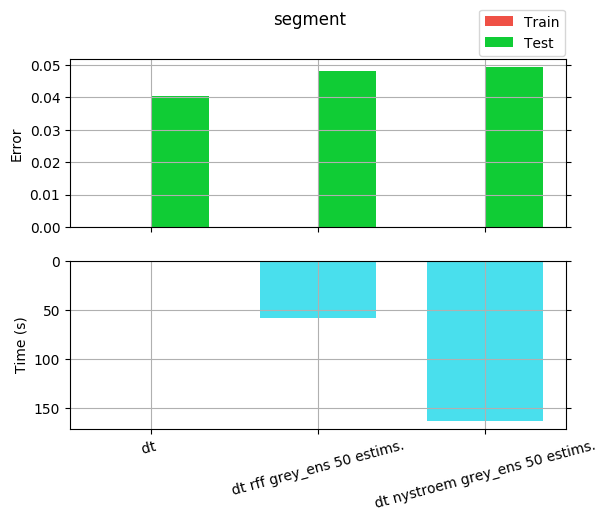 segment
Train
Test
0.05
0.04
0.03
0.02
0.01
0.00
Error
0
50
100
150
Time (s)
dt
dt rff grey_ens 50 estims.
dt nystroem grey_ens 50 estims.